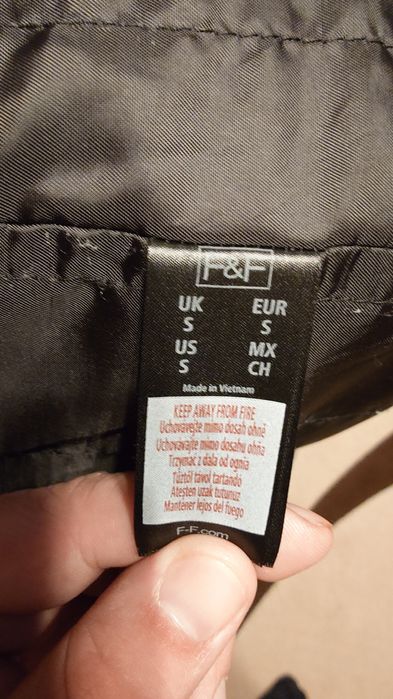 F&F
UK EUR
S S
US MX
S CH
Made in Vietnam
KEEP AWAY FROM FIRE
Uchovávejte mimo dosah ohně
Uchovávajte mimo dosahu ohňa
Trzymać z dala od ognia
Tűztől távol tartandó
Ateşten uzak tutunuz
Mantener lejos del fuego
F-F.com